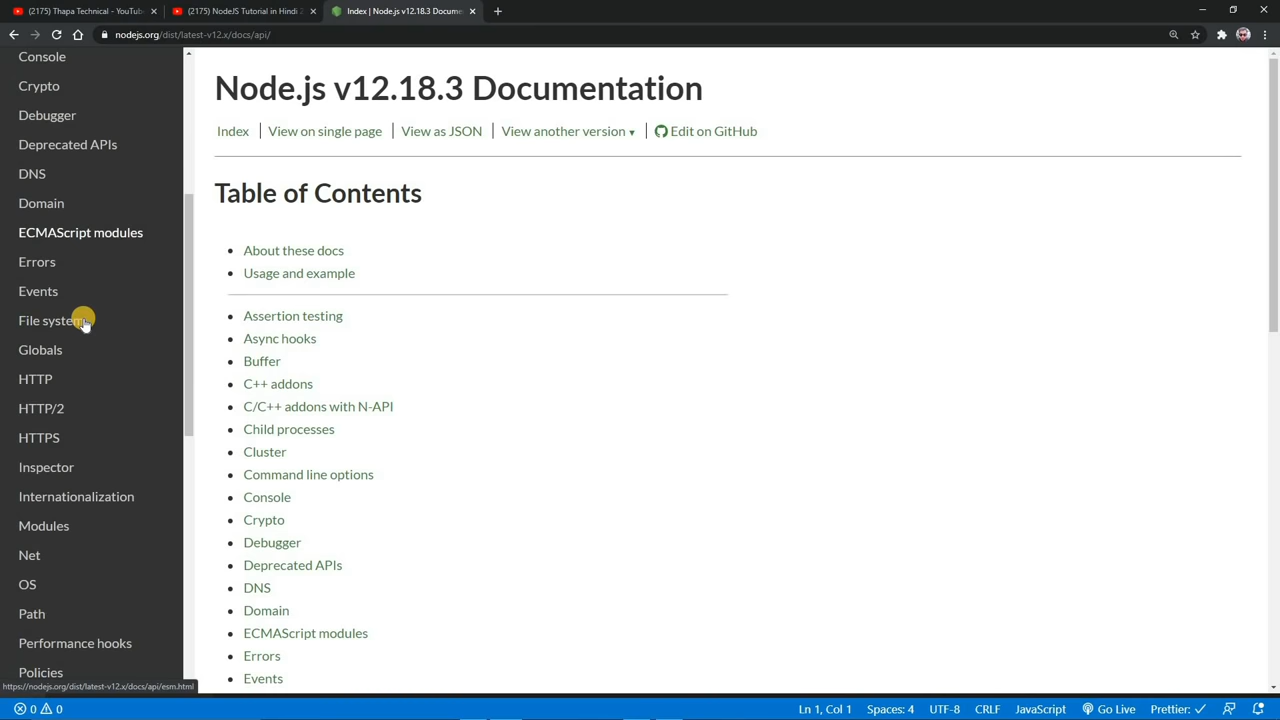 (2175) Thapa Technical - YouTub
(2175) NodeJS Tutorial in Hindi
Index | Node.js v12.18.3 Docume
nodejs.org/dist/latest-v12.x/docs/api/
Console
Crypto
Debugger
Deprecated APIs
DNS
Domain
ECMAScript modules
Errors
Events
File system
Globals
HTTP
HTTP/2
HTTPS
Inspector
Internationalization
Modules
Net
OS
Path
Performance hooks
Policies
https://nodejs.org/dist/latest-v12.x/docs/api/esm.html
Node.js v12.18.3 Documentation
Index | View on single page | View as JSON | View another version ▼ | Edit on GitHub
Table of Contents
About these docs
Usage and example
Assertion testing
Async hooks
Buffer
C++ addons
C/C++ addons with N-API
Child processes
Cluster
Command line options
Console
Crypto
Debugger
Deprecated APIs
DNS
Domain
ECMAScript modules
Errors
Events
0 0 Ln 1, Col 1 Spaces: 4 UTF-8 CRLF JavaScript Go Live Prettier: ✓